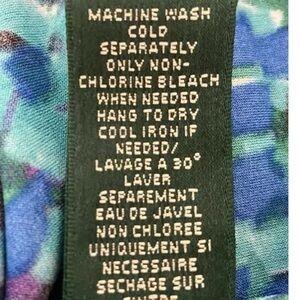 MACHINE WASH
COLD
SEPARATELY
ONLY NON-
CHLORINE BLEACH
WHEN NEEDED
HANG TO DRY
COOL IRON IF
NEEDED/
LAVAGE A 30°
LAVER
SEPAREMENT
EAU DE JAVEL
NON CHLOREE
UNIQUEMENT SI
NECESSAIRE
SECHAGE SUR